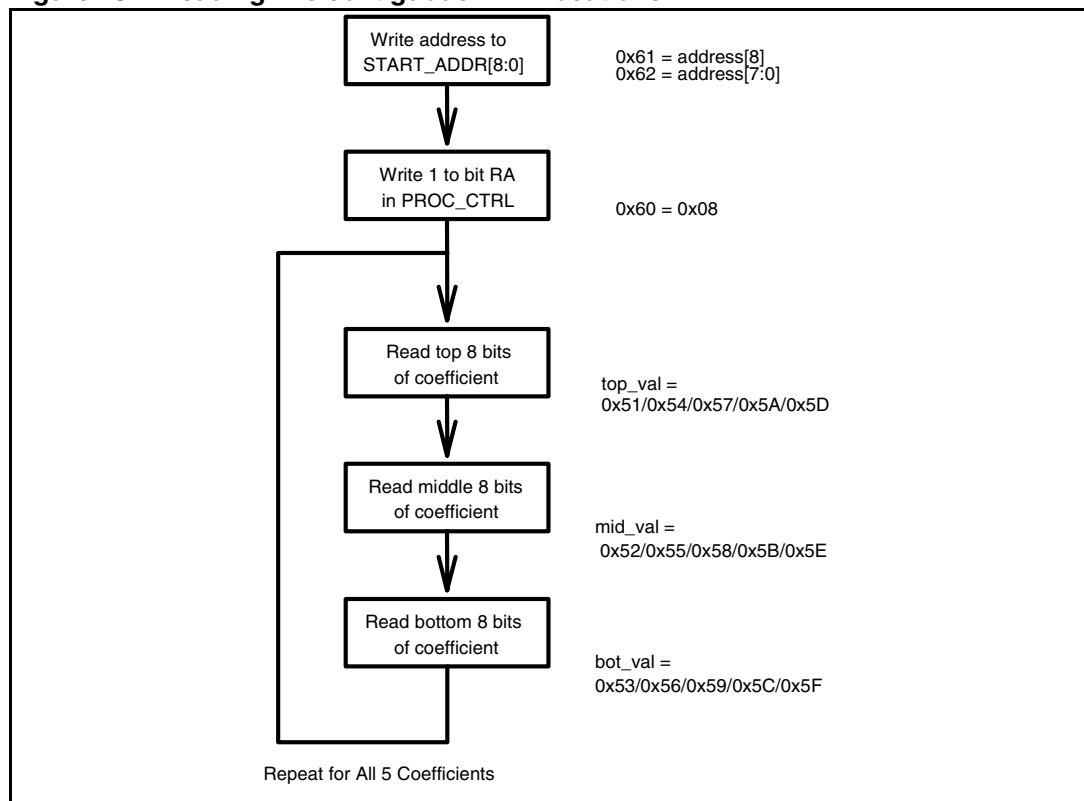 Write address to
START_ADDR[8:0]
0x61 = address[8]
0x62 = address[7:0]
Write 1 to bit RA
in PROC_CTRL
0x60 = 0x08
Read top 8 bits
of coefficient
top_val =
0x51/0x54/0x57/0x5A/0x5D
Read middle 8 bits
of coefficient
mid_val =
0x52/0x55/0x58/0x5B/0x5E
Read bottom 8 bits
of coefficient
bot_val =
0x53/0x56/0x59/0x5C/0x5F
Repeat for All 5 Coefficients